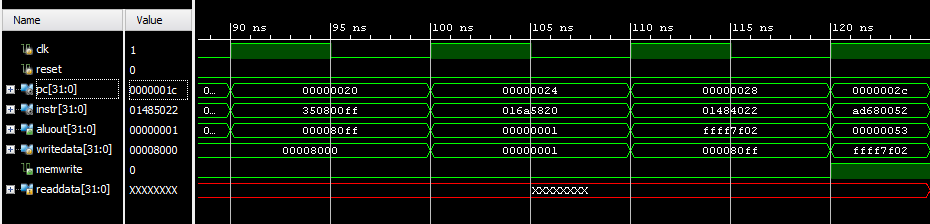 Name Value
90 ns 95 ns 100 ns 105 ns 110 ns 115 ns 120 ns
clk 1
reset 0
pc[31:0] 0000001c 0... 00000020 00000024 00000028 0000002c
instr[31:0] 01485022 0... 350800ff 016a5820 01484022 ad680052
aluout[31:0] 00000001 0... 000080ff 00000001 ffff7f02 00000053
writedata[31:0] 00008000 00008000 00000001 000080ff ffff7f02
memwrite 0
readdata[31:0] XXXXXXXX XXXXXXXX